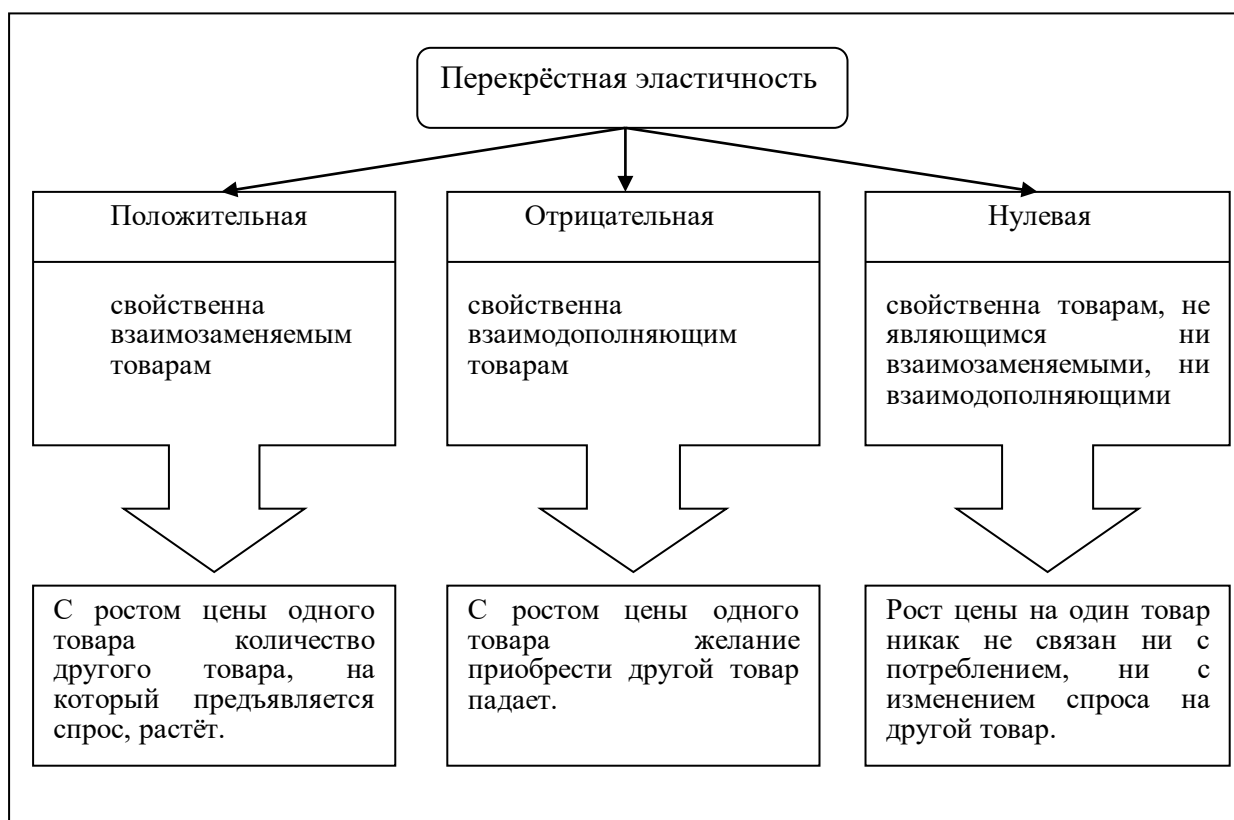 Перекрёстная эластичность
Положительная
свойственна
взаимозаменяемым
товарам
С ростом цены одного
товара количество
другого товара, на
который предъявляется
спрос, растёт.
Отрицательная
свойственна
взаимодополняющим
товарам
С ростом цены одного
товара желание
приобрести другой товар
падает.
Нулевая
свойственна товарам, не
являющимся ни
взаимозаменяемыми, ни
взаимодополняющими
Рост цены на один товар
никак не связан ни с
потреблением, ни с
изменением спроса на
другой товар.